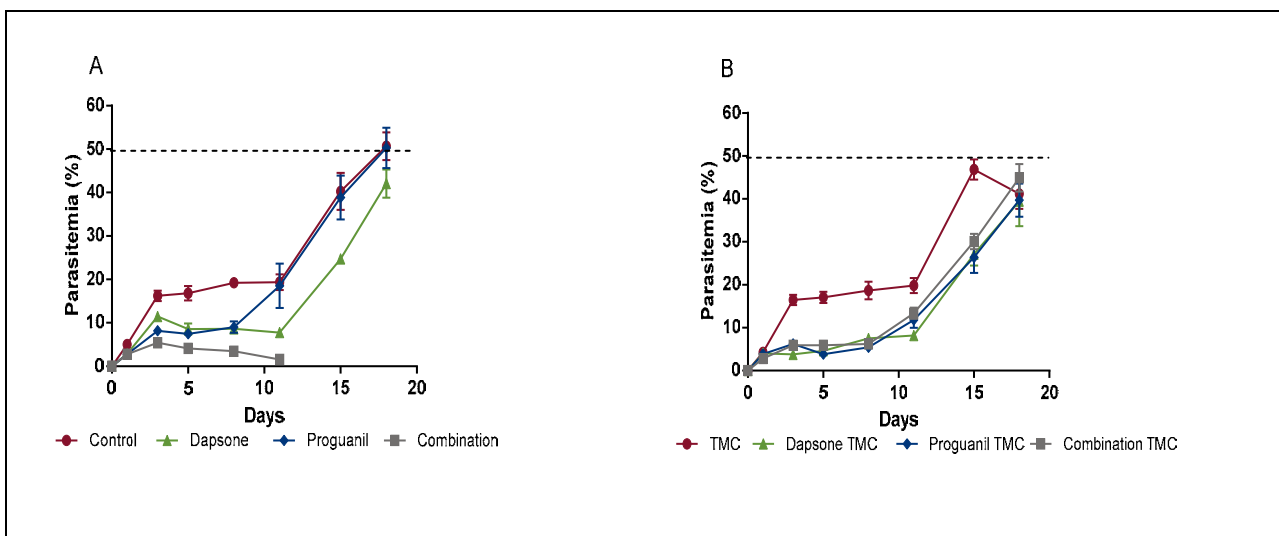 A
Parasitemia (%)
60
50
40
30
20
10
0
0 5 10 15 20
Days
Control Dapsone Proguanil Combination
B
Parasitemia (%)
60
50
40
30
20
10
0
0 5 10 15 20
Days
TMC Dapsone TMC Proguanil TMC Combination TMC